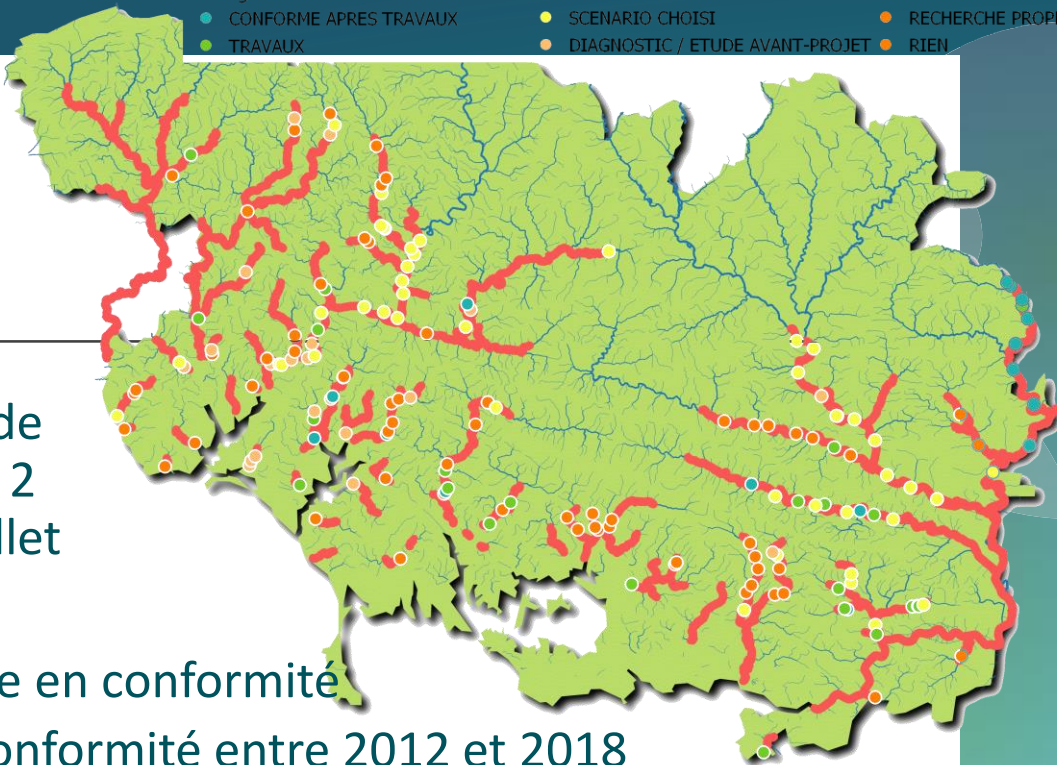 CONFORME APRES TRAVAUX SCENARIO CHOISI RECHERCHE
TRAVAUX DIAGNOSTIC / ETUDE AVANT-PROJET RIEN
de
2
llet
e en conformité
onformité entre 2012 et 2018